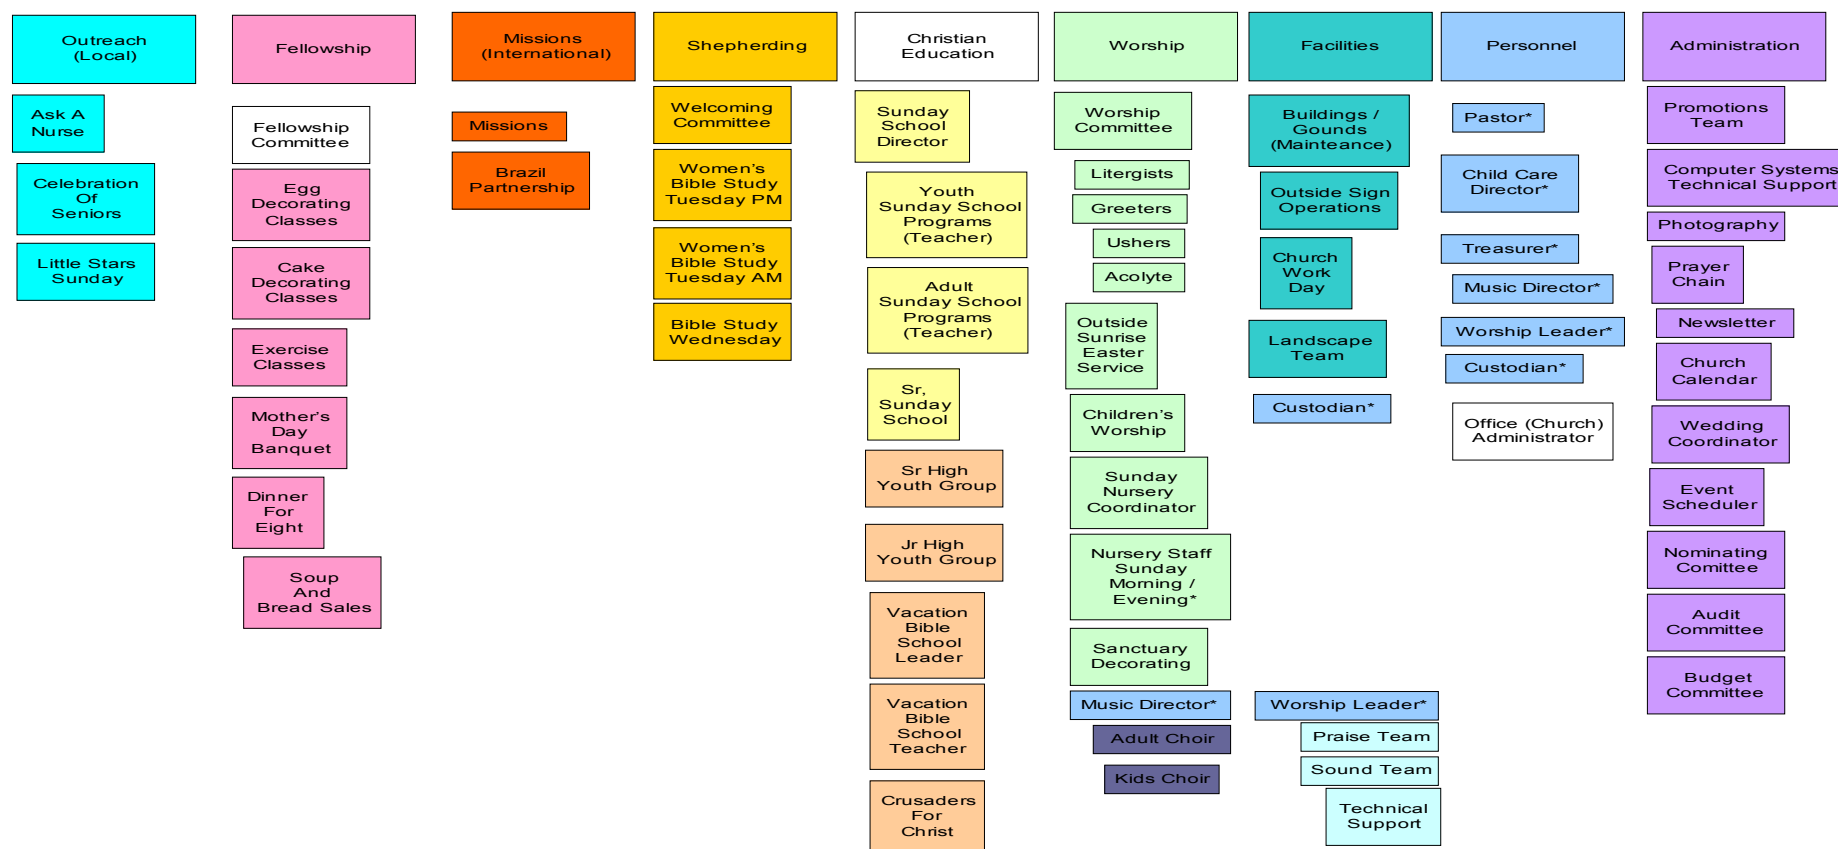 Outreach
(Local)
Ask A
Nurse
Celebration
Of
Seniors
Little Stars
Sunday
Fellowship
Fellowship
Committee
Egg
Decorating
Classes
Cake
Decorating
Classes
Exercise
Classes
Mother's
Day
Banquet
Dinner
For
Eight
Soup
And
Bread Sales
Missions
(International)
Missions
Brazil
Partnership
Shepherding
Welcoming
Committee
Women's
Bible Study
Tuesday PM
Women's
Bible Study
Tuesday AM
Bible Study
Wednesday
Christian
Education
Sunday
School
Director
Youth
Sunday School
Programs
(Teacher)
Adult
Sunday School
Programs
(Teacher)
Sr,
Sunday
School
Sr High
Youth Group
Jr High
Youth Group
Vacation
Bible
School
Leader
Vacation
Bible
School
Teacher
Crusaders
For
Christ
Worship
Worship
Committee
Litergists
Greeters
Ushers
Acolyte
Outside
Sunrise
Easter
Service
Children's
Worship
Sunday
Nursery
Coordinator
Nursery Staff
Sunday
Morning /
Evening*
Sanctuary
Decorating
Music Director*
Adult Choir
Kids Choir
Facilities
Buildings /
Gounds
(Mainteance)
Outside Sign
Operations
Church
Work
Day
Landscape
Team
Custodian*
Worship Leader*
Praise Team
Sound Team
Technical
Support
Personnel
Pastor*
Child Care
Director*
Treasurer*
Music Director*
Worship Leader*
Custodian*
Office (Church)
Administrator
Administration
Promotions
Team
Computer Systems
Technical Support
Photography
Prayer
Chain
Newsletter
Church
Calendar
Wedding
Coordinator
Event
Scheduler
Nominating
Comittee
Audit
Committee
Budget
Committee